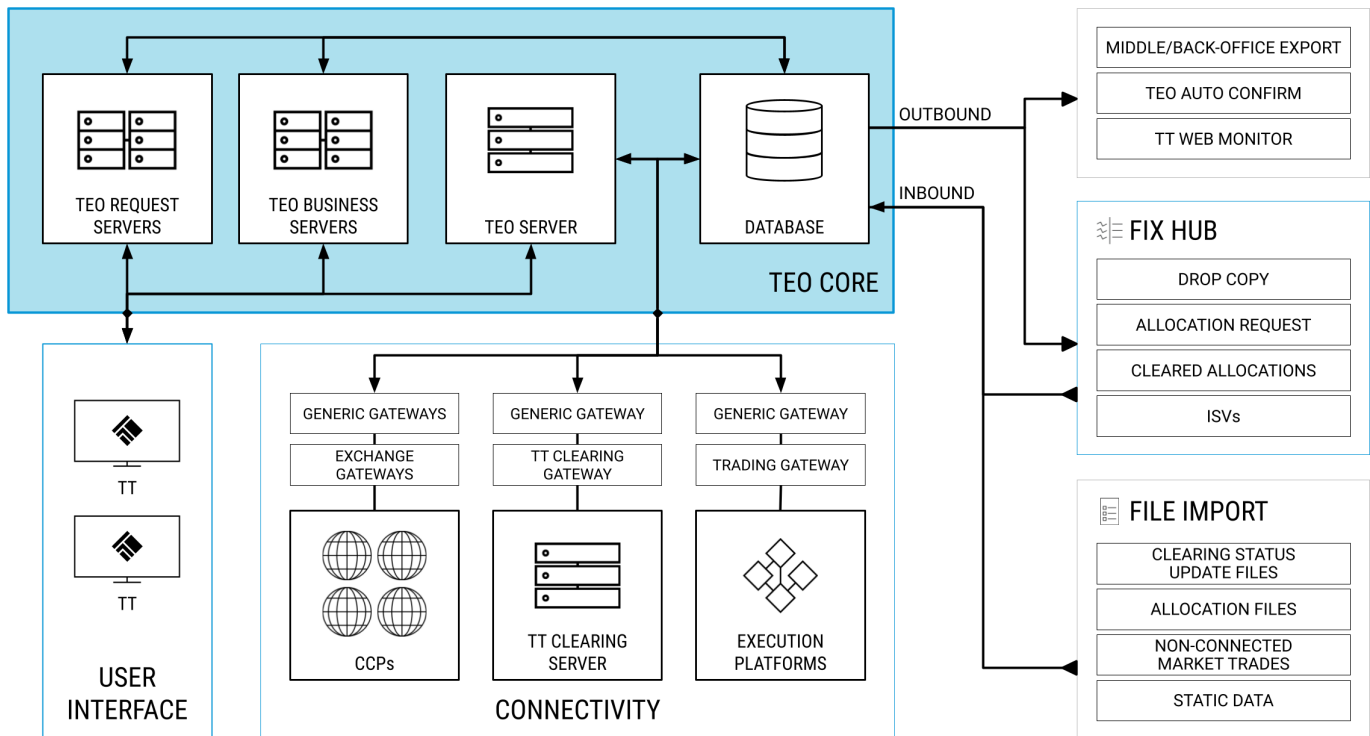 TEO REQUEST
SERVERS
TEO BUSINESS
SERVERS
TEO SERVER
DATABASE
TEO CORE
OUTBOUND
INBOUND
MIDDLE/BACK-OFFICE EXPORT
TEO AUTO CONFIRM
TT WEB MONITOR
FIX HUB
DROP COPY
ALLOCATION REQUEST
CLEARED ALLOCATIONS
ISVs
FILE IMPORT
CLEARING STATUS
UPDATE FILES
ALLOCATION FILES
NON-CONNECTED
MARKET TRADES
STATIC DATA
TT
TT
USER
INTERFACE
GENERIC GATEWAYS
EXCHANGE
GATEWAYS
CCPs
GENERIC GATEWAY
TT CLEARING
GATEWAY
TT CLEARING
SERVER
GENERIC GATEWAY
TRADING GATEWAY
EXECUTION
PLATFORMS
CONNECTIVITY